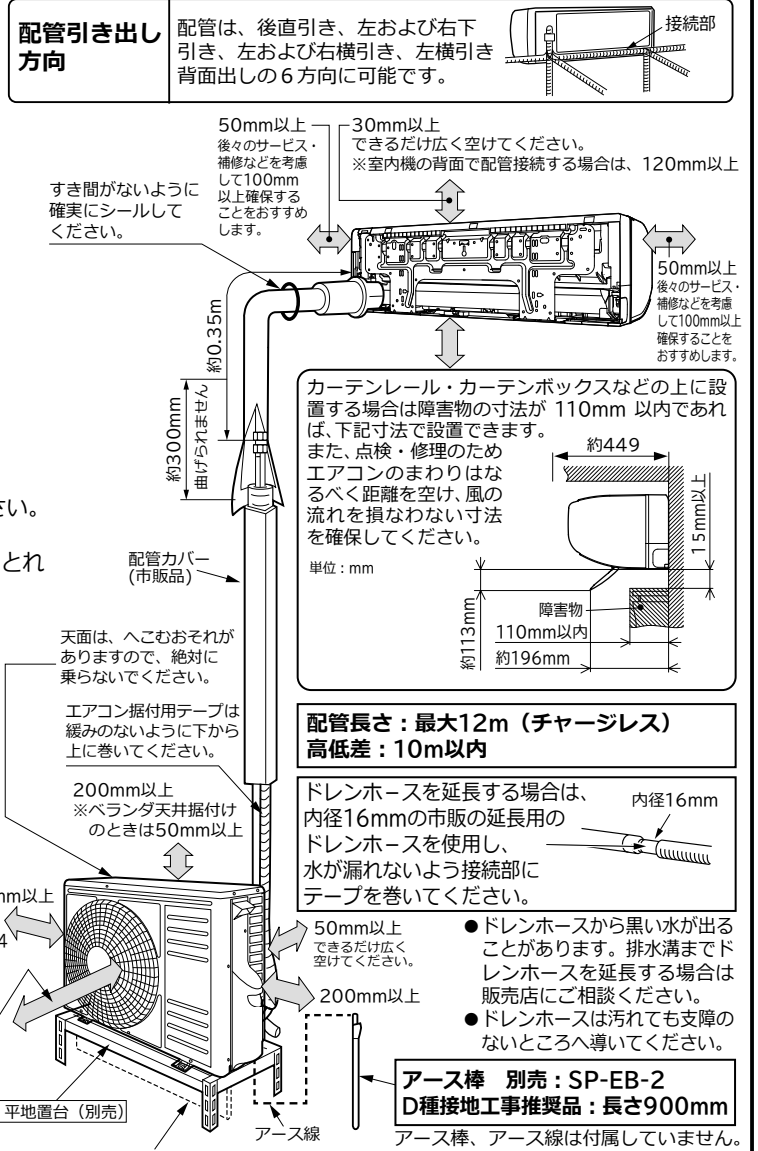 配管引き出し
方向
配管は、後直引き、左および右下
引き、左および右横引き、左横引き
背面出しの6方向に可能です。
接続部
50mm以上
後々のサービス・
補修などを考慮
して100mm
以上確保する
ことをおすすめ
します。
30mm以上
できるだけ広く空けてください。
※室内機の背面で配管接続する場合は、120mm以上
すき間がないように
確実にシールして
ください。
50mm以上
後々のサービス・
補修などを考慮
して100mm以上
確保することを
おすすめします。
約0.35m
約300mm
曲げられません
カーテンレール・カーテンボックスなどの上に設
置する場合は障害物の寸法が 110mm 以内であれ
ば、下記寸法で設置できます。
また、点検・修理のため
エアコンのまわりはな
るべく距離を空け、風の
流れを損なわない寸法
を確保してください。
単位:mm
約449
15mm以上
障害物
110mm以内
約113mm
約196mm
さい。
とれ
配管カバー
(市販品)
天面は、へこむおそれが
ありますので、絶対に
乗らないでください。
エアコン据付用テープは
緩みのないように下から
上に巻いてください。
200mm以上
※ベランダ天井据付け
のときは50mm以上
配管長さ:最大12m(チャージレス)
高低差:10m以内
ドレンホースを延長する場合は、
内径16mmの市販の延長用の
ドレンホースを使用し、
水が漏れないよう接続部に
テープを巻いてください。
内径16mm
mm以上
4
50mm以上
できるだけ広く
空けてください。
200mm以上
●ドレンホースから黒い水が出る
ことがあります。排水溝までド
レンホースを延長する場合は
販売店にご相談ください。
●ドレンホースは汚れても支障の
ないところへ導いてください。
平地置台(別売)
アース線
アース棒 別売:SP-EB-2
D種接地工事推奨品:長さ900mm
アース棒、アース線は付属していません。